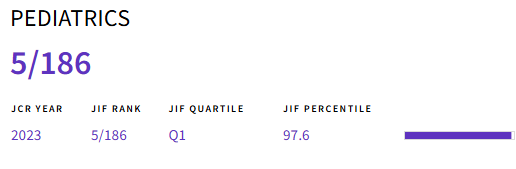 PEDIATRICS
5/186
JCR YEAR JIF RANK JIF QUARTILE JIF PERCENTILE
2023 5/186 Q1 97.6